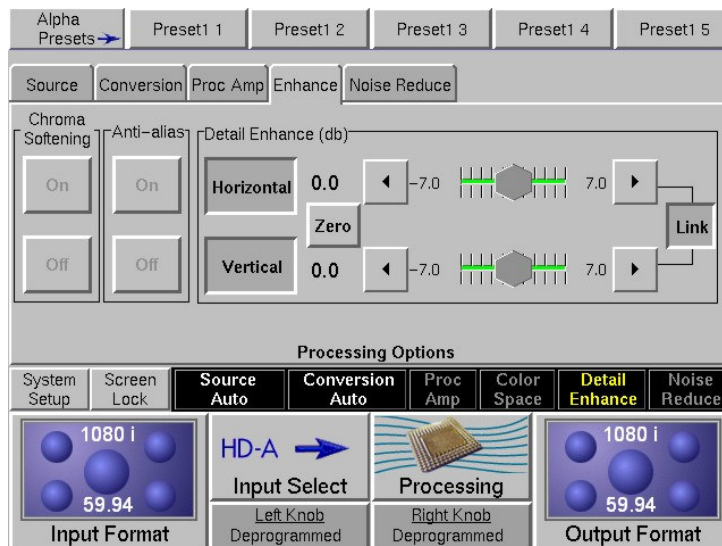 Alpha
Presets
Preset1 1
Preset1 2
Preset1 3
Preset1 4
Preset1 5
Source
Conversion
Proc Amp
Enhance
Noise Reduce
Chroma
Softening
Anti-alias
Detail Enhance (db)
On
On
Horizontal
0.0
-7.0
7.0
Zero
Link
Off
Off
Vertical
0.0
-7.0
7.0
Processing Options
System
Setup
Screen
Lock
Source
Auto
Conversion
Auto
Proc
Amp
Color
Space
Detail
Enhance
Noise
Reduce
1080 i
59.94
Input Format
HD-A
Input Select
Left Knob
Deprogrammed
Processing
Right Knob
Deprogrammed
1080 i
59.94
Output Format